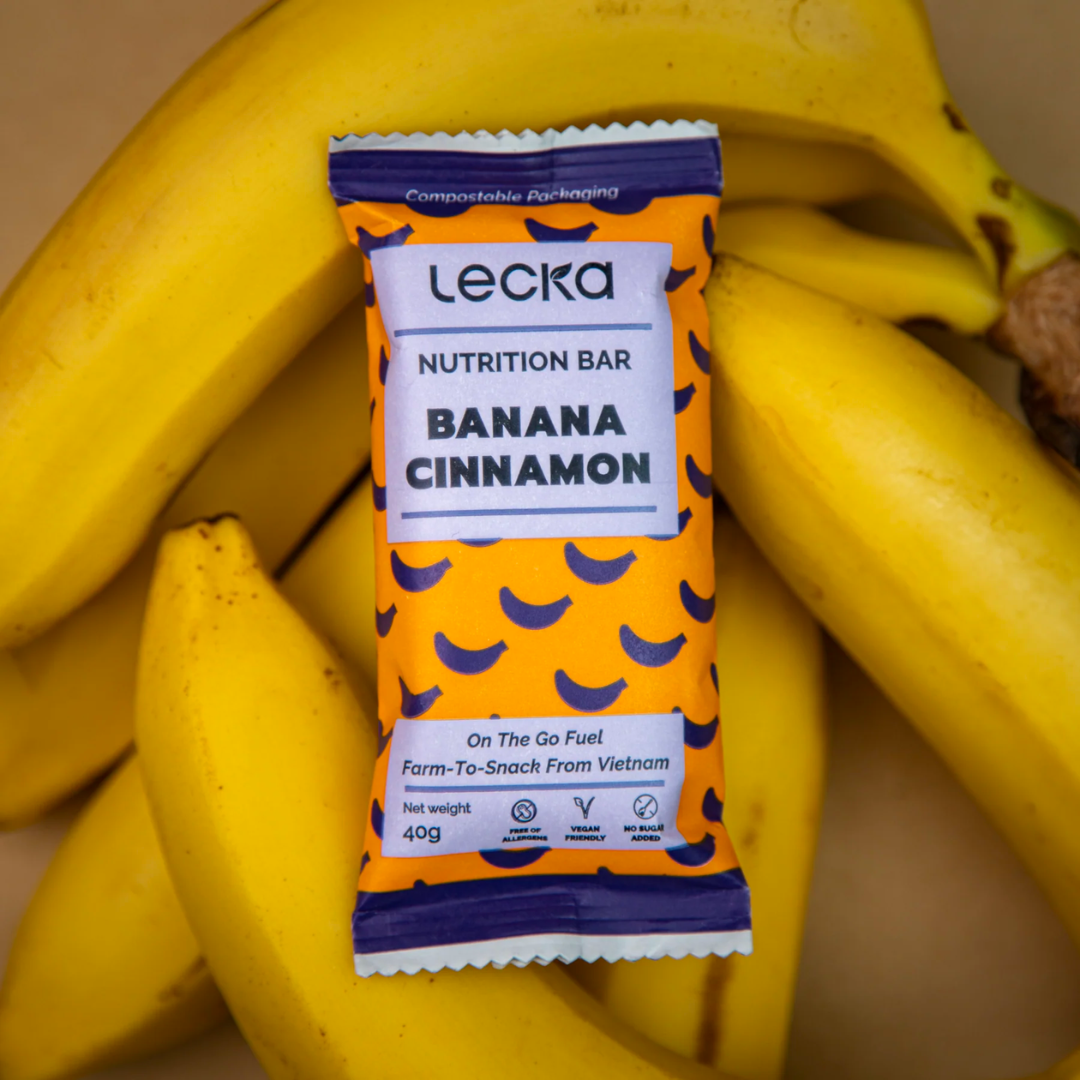 Compostable Packaging
Lecka
NUTRITION BAR
BANANA
CINNAMON
On The Go Fuel
Farm-To-Snack From Vietnam
Net weight
40g
FREE OF
ALLERGENS
VEGAN
FRIENDLY
NO SUGAR
ADDED